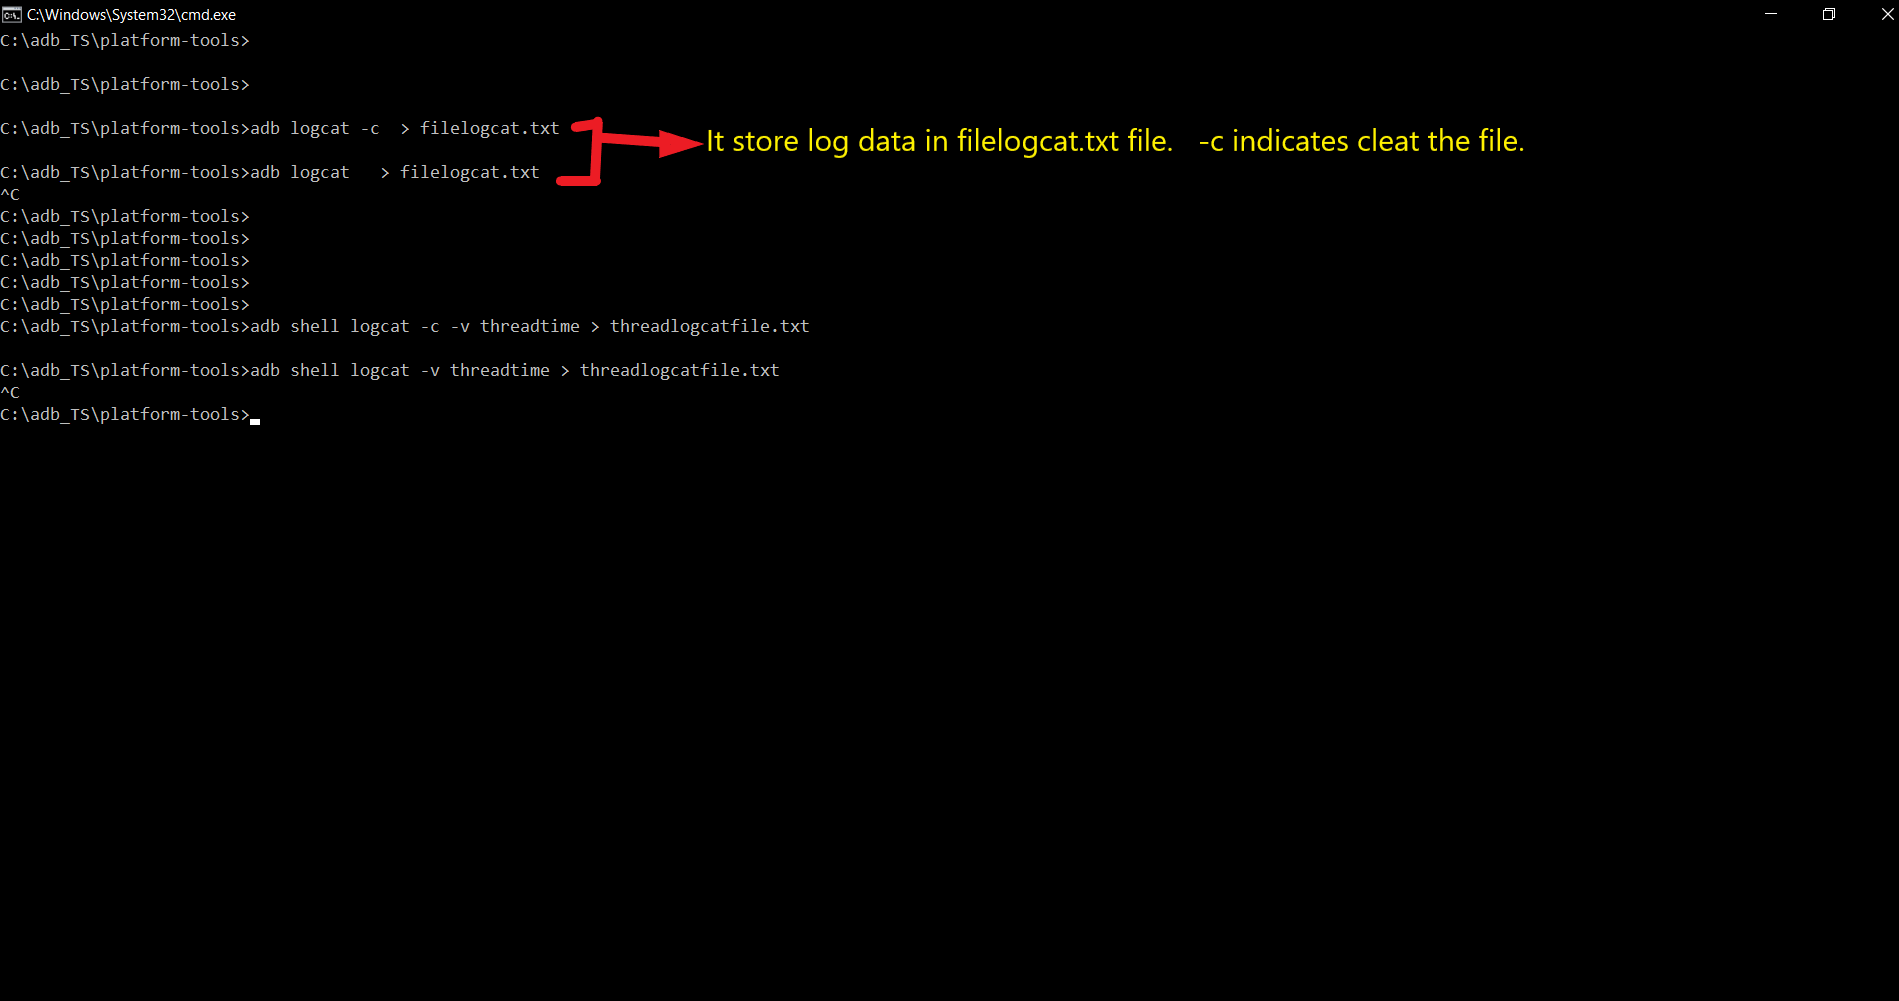 C:\Windows\System32\cmd.exe
C:\adb_TS\platform-tools>
C:\adb_TS\platform-tools>
C:\adb_TS\platform-tools>adb logcat -c  > filelogcat.txt
It store log data in filelogcat.txt file.   -c indicates cleat the file.
C:\adb_TS\platform-tools>adb logcat   > filelogcat.txt
^C
C:\adb_TS\platform-tools>
C:\adb_TS\platform-tools>
C:\adb_TS\platform-tools>
C:\adb_TS\platform-tools>
C:\adb_TS\platform-tools>
C:\adb_TS\platform-tools>adb shell logcat -c -v threadtime > threadlogcatfile.txt
C:\adb_TS\platform-tools>adb shell logcat -v threadtime > threadlogcatfile.txt
^C
C:\adb_TS\platform-tools>